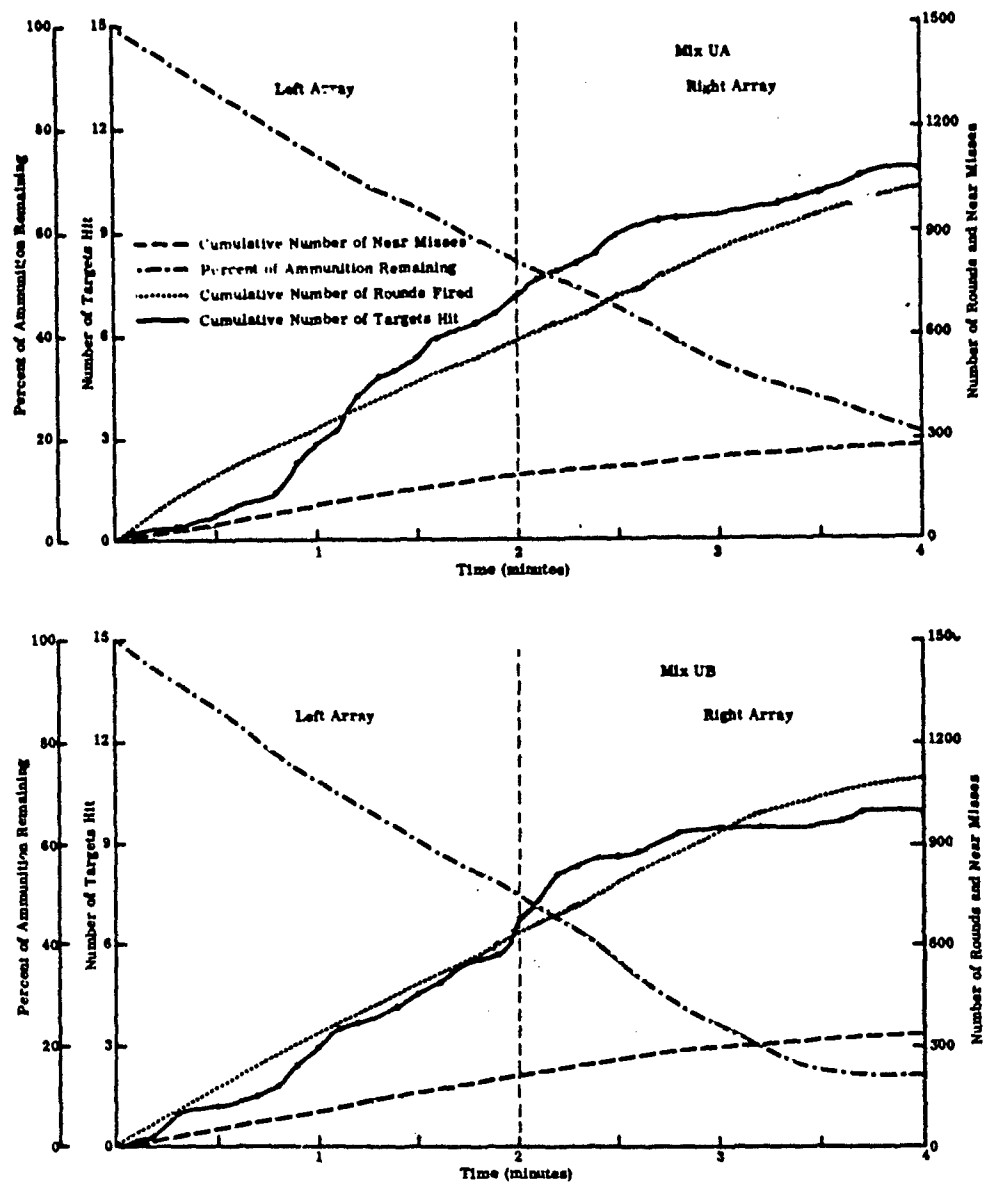 Mix UA
Left Array
Right Array
100
80
60
40
20
0
Percent of Ammunition Remaining
15
12
9
6
3
0
Number of Targets Hit
Cumulative Number of Near Misses
Percent of Ammunition Remaining
Cumulative Number of Rounds Fired
Cumulative Number of Targets Hit
1500
1200
900
600
300
0
Number of Rounds and Near Misses
1 2 3 4
Time (minutes)
Mix UB
Left Array
Right Array
100
80
60
40
20
0
Percent of Ammunition Remaining
15
12
9
6
3
0
Number of Targets Hit
1500
1200
900
600
300
0
Number of Rounds and Near Misses
1 2 3 4
Time (minutes)